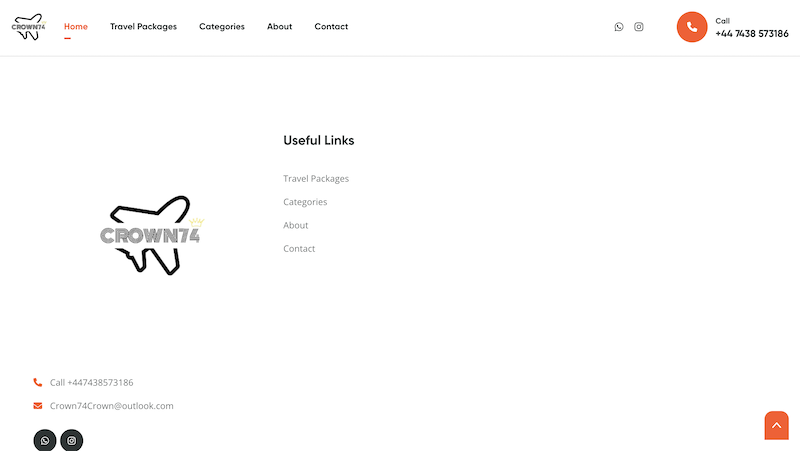 CROWN74
Home
Travel Packages
Categories
About
Contact
Call
+44 7438 573186
CROWN74
Useful Links
Travel Packages
Categories
About
Contact
Call +447438573186
Crown74Crown@outlook.com